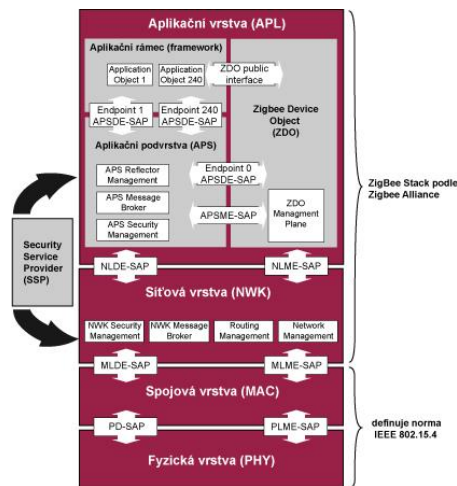 Aplikační vrstva (APL)
Aplikační rámec (framework)
Application
Object 1
Application
Object 240
ZDO public
interface
Endpoint 1
APSDE-SAP
Endpoint 240
APSDE-SAP
Zigbee Device
Object
(ZDO)
Aplikační podvrstva (APS)
APS Reflector
Management
Endpoint 0
APSDE-SAP
APS Message
Broker
APSME-SAP
ZDO
Managment
Plane
APS Security
Management
ZigBee Stack podle
Zigbee Alliance
Security
Service
Provider
(SSP)
NLDE-SAP
NLME-SAP
Síťová vrstva (NWK)
NWK Security
Management
NWK Message
Broker
Routing
Management
Network
Management
MLDE-SAP
MLME-SAP
Spojová vrstva (MAC)
PD-SAP
PLME-SAP
definuje norma
IEEE 802.15.4
Fyzická vrstva (PHY)